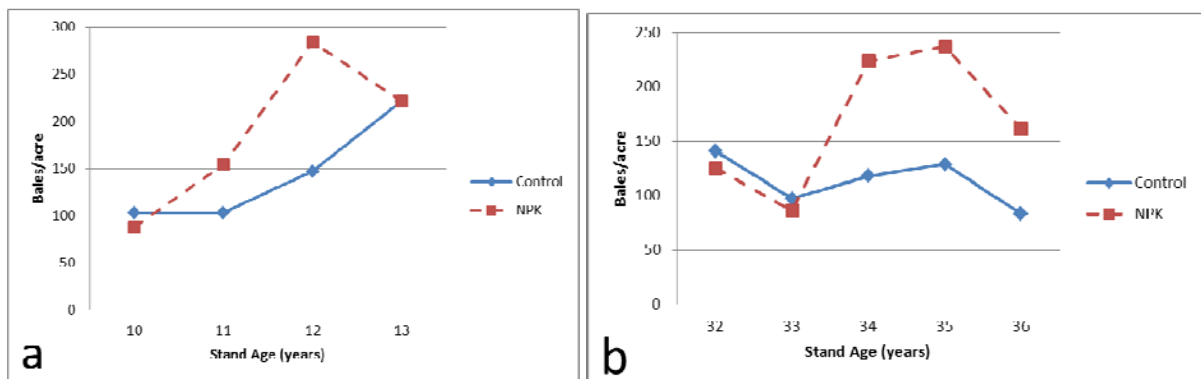 300
250
200
150
100
50
0
Bales/acre
10 11 12 13
Stand Age (years)
Control
NPK
a
250
200
150
100
50
0
Bales/acre
32 33 34 35 36
Stand Age (years)
Control
NPK
b